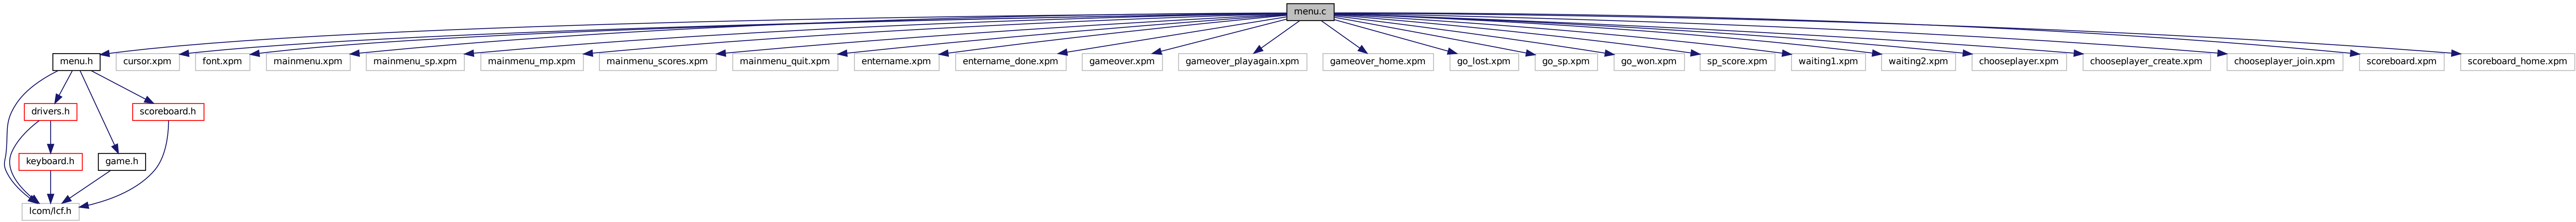 menu.c
menu.h
cursor.xpm
font.xpm
mainmenu.xpm
mainmenu_sp.xpm
mainmenu_mp.xpm
mainmenu_scores.xpm
mainmenu_quit.xpm
entername.xpm
entername_done.xpm
gameover.xpm
gameover_playagain.xpm
gameover_home.xpm
go_lost.xpm
go_sp.xpm
go_won.xpm
sp_score.xpm
waiting1.xpm
waiting2.xpm
chooseplayer.xpm
chooseplayer_create.xpm
chooseplayer_join.xpm
scoreboard.xpm
scoreboard_home.xpm
drivers.h
scoreboard.h
keyboard.h
game.h
lcom/lcf.h